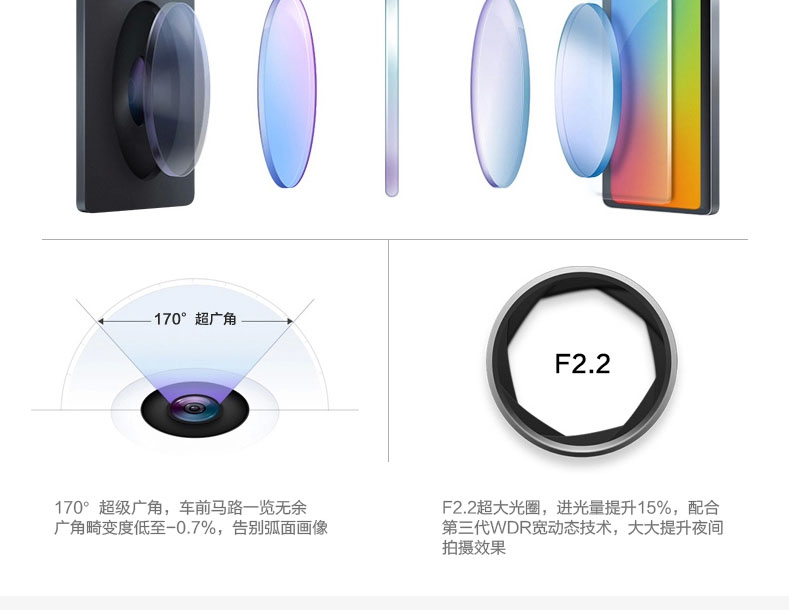 170° 超广角
F2.2
170° 超级广角，车前马路一览无余
广角畸变度低至-0.7%，告别弧面画像
F2.2超大光圈，进光量提升15%，配合
第三代WDR宽动态技术，大大提升夜间
拍摄效果